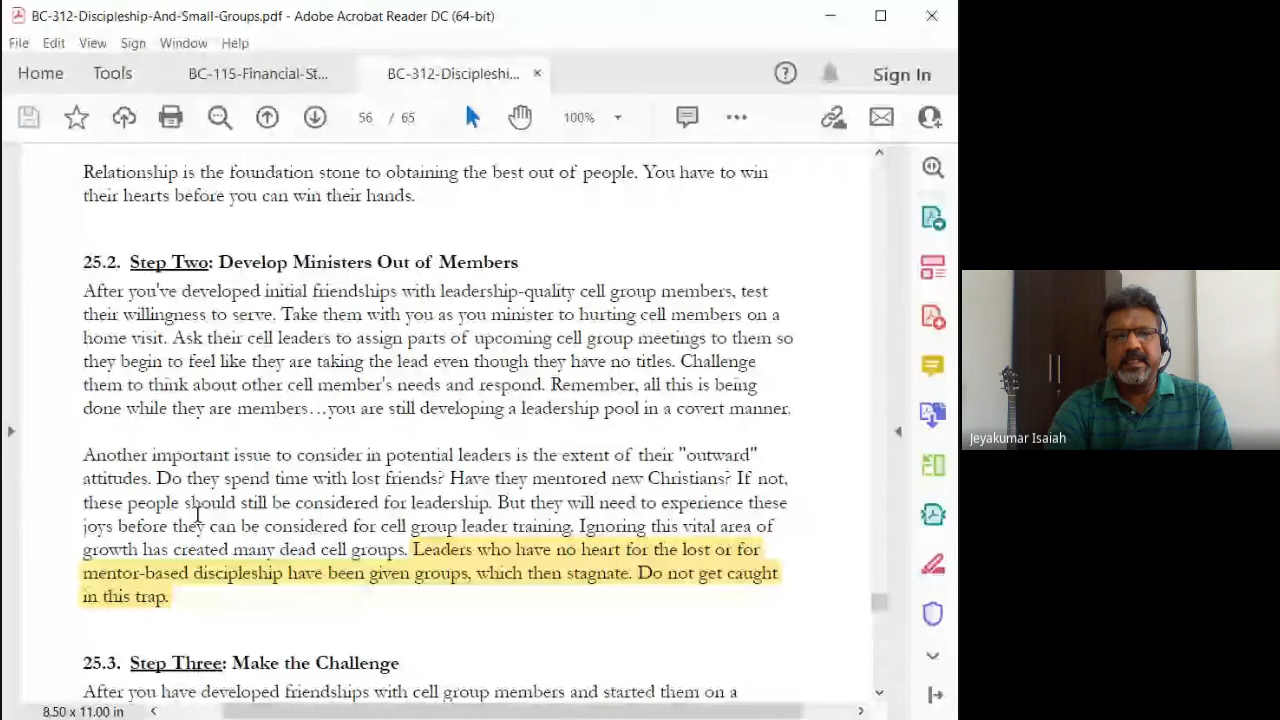 BC-312-Discipleship-And-Small-Groups.pdf - Adobe Acrobat Reader DC (64-bit)
File Edit View Sign Window Help
Home Tools BC-115-Financial-St... BC-312-Discipleshi... × Sign In
56 / 65 100%
Relationship is the foundation stone to obtaining the best out of people. You have to win
their hearts before you can win their hands.
25.2. Step Two: Develop Ministers Out of Members
After you've developed initial friendships with leadership-quality cell group members, test
their willingness to serve. Take them with you as you minister to hurting cell members on a
home visit. Ask their cell leaders to assign parts of upcoming cell group meetings to them so
they begin to feel like they are taking the lead even though they have no titles. Challenge
them to think about other cell member's needs and respond. Remember, all this is being
done while they are members…you are still developing a leadership pool in a covert manner.
Another important issue to consider in potential leaders is the extent of their "outward"
attitudes. Do they spend time with lost friends? Have they mentored new Christians? If not,
these people should still be considered for leadership. But they will need to experience these
joys before they can be considered for cell group leader training. Ignoring this vital area of
growth has created many dead cell groups. Leaders who have no heart for the lost or for
mentor-based discipleship have been given groups, which then stagnate. Do not get caught
in this trap.
25.3. Step Three: Make the Challenge
After you have developed friendships with cell group members and started them on a
8.50 x 11.00 in
Jeyakumar Isaiah